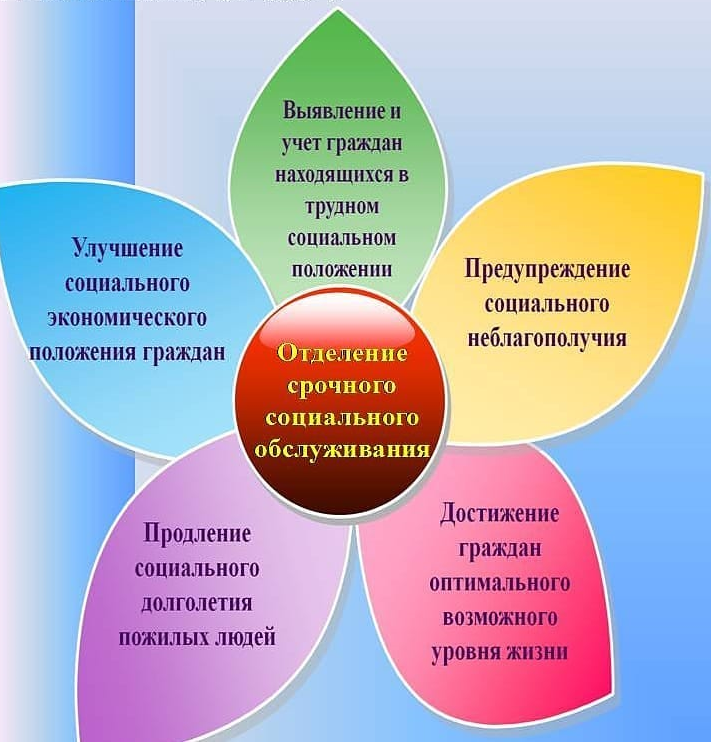 Выявление и
учет граждан
находящихся в
трудном
социальном
положении
Предупреждение
социального
неблагополучия
Достижение
граждан
оптимального
возможного
уровня жизни
Продление
социального
долголетия
пожилых людей
Улучшение
социального
экономического
положения граждан
Отделение
срочного
социального
обслуживания